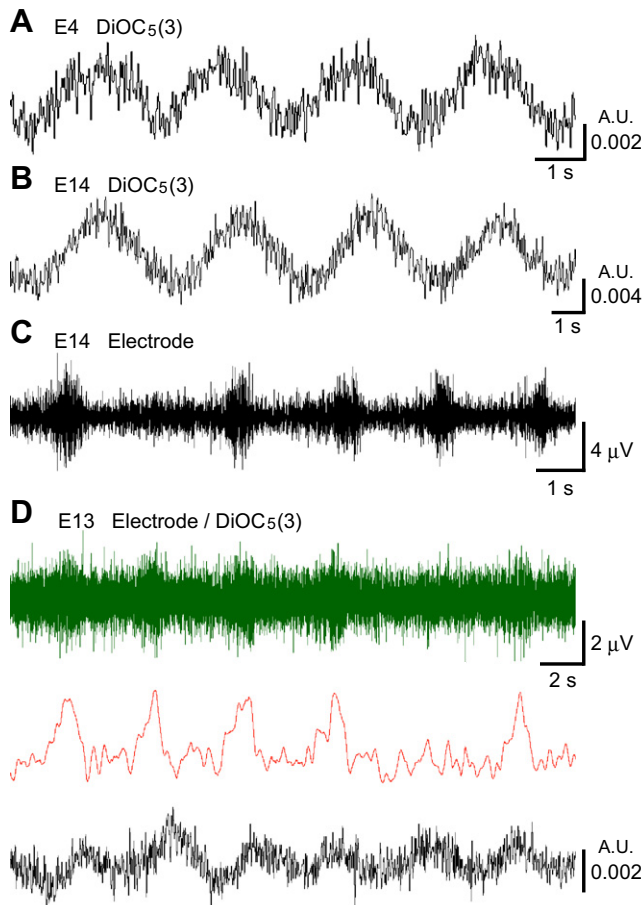 A E4 DiOC₅(3)
A.U.
0.002
1 s
B E14 DiOC₅(3)
A.U.
0.004
1 s
C E14 Electrode
4 μV
1 s
D E13 Electrode / DiOC₅(3)
2 μV
2 s
A.U.
0.002